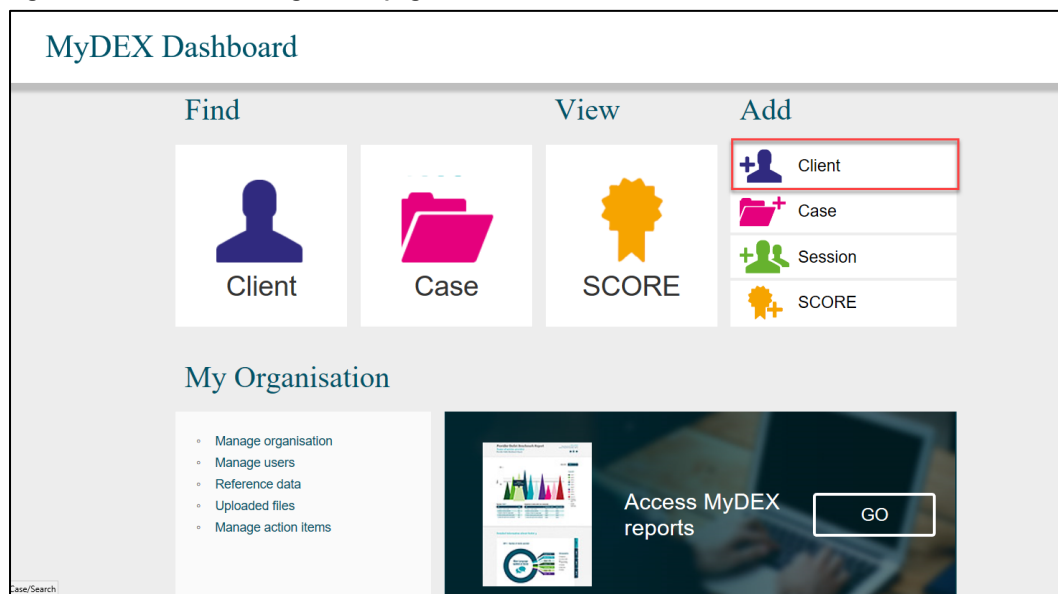 MyDEX Dashboard
Find
View
Add
Client
Case
SCORE
Client
Case
Session
SCORE
My Organisation
Manage organisation
Manage users
Reference data
Uploaded files
Manage action items
Access MyDEX
reports
GO
Case/Search